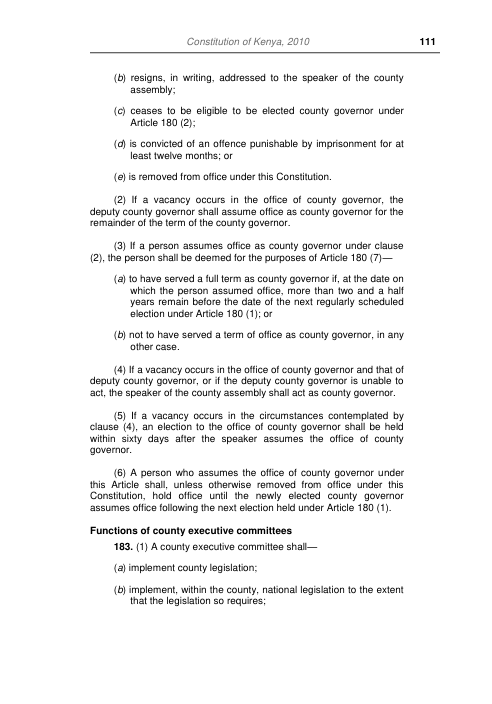 Constitution of Kenya, 2010 111
(b) resigns, in writing, addressed to the speaker of the county
assembly;
(c) ceases to be eligible to be elected county governor under
Article 180 (2);
(d) is convicted of an offence punishable by imprisonment for at
least twelve months; or
(e) is removed from office under this Constitution.
(2) If a vacancy occurs in the office of county governor, the
deputy county governor shall assume office as county governor for the
remainder of the term of the county governor.
(3) If a person assumes office as county governor under clause
(2), the person shall be deemed for the purposes of Article 180 (7)—
(a) to have served a full term as county governor if, at the date on
which the person assumed office, more than two and a half
years remain before the date of the next regularly scheduled
election under Article 180 (1); or
(b) not to have served a term of office as county governor, in any
other case.
(4) If a vacancy occurs in the office of county governor and that of
deputy county governor, or if the deputy county governor is unable to
act, the speaker of the county assembly shall act as county governor.
(5) If a vacancy occurs in the circumstances contemplated by
clause (4), an election to the office of county governor shall be held
within sixty days after the speaker assumes the office of county
governor.
(6) A person who assumes the office of county governor under
this Article shall, unless otherwise removed from office under this
Constitution, hold office until the newly elected county governor
assumes office following the next election held under Article 180 (1).
Functions of county executive committees
183. (1) A county executive committee shall—
(a) implement county legislation;
(b) implement, within the county, national legislation to the extent
that the legislation so requires;